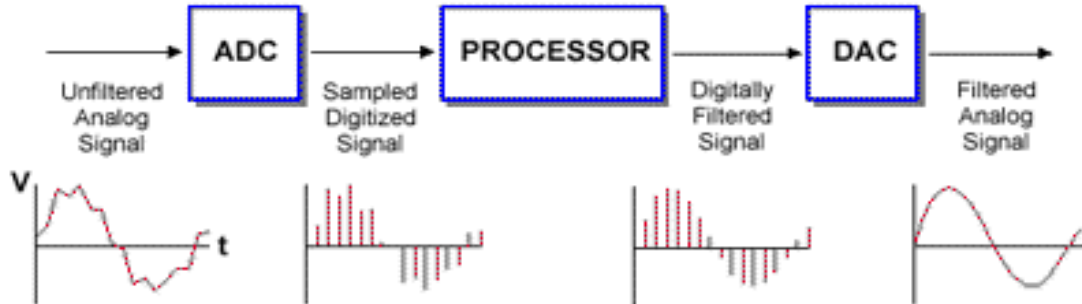 ADC
PROCESSOR
DAC
Unfiltered
Analog
Signal
Sampled
Digitized
Signal
Digitally
Filtered
Signal
Filtered
Analog
Signal
V
t